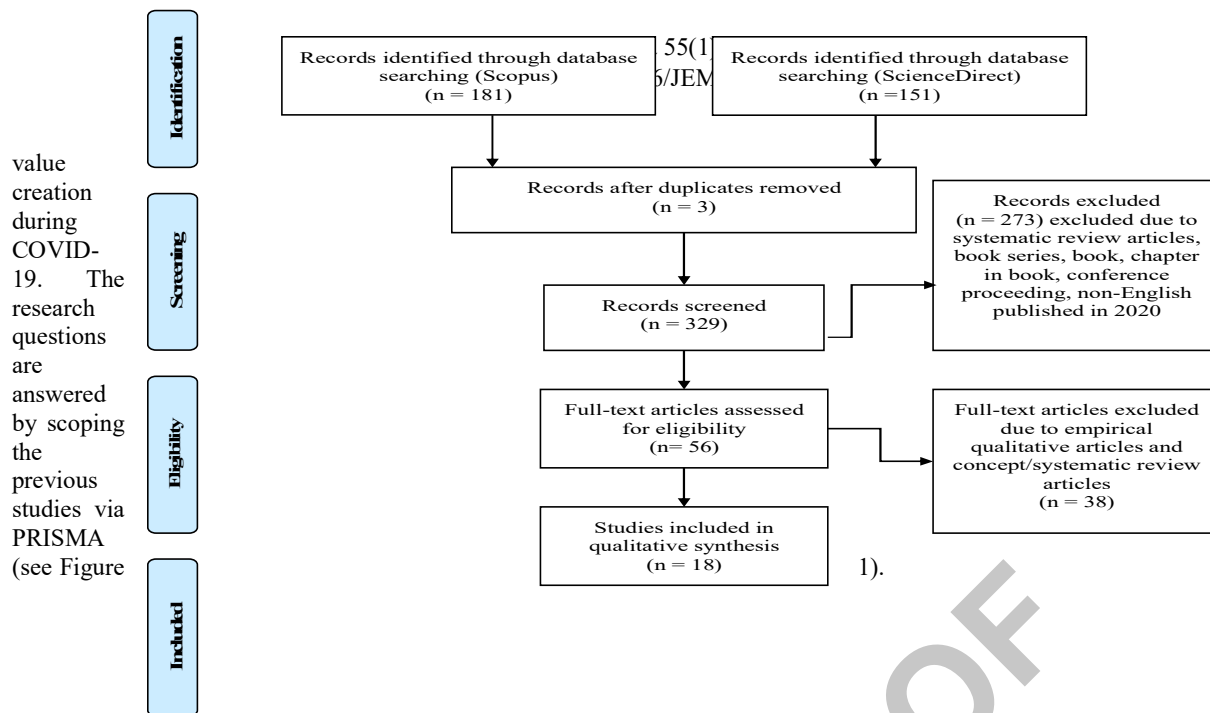 55(1)
6/JEM
Identification
Records identified through database
searching (Scopus)
(n = 181)
Records identified through database
searching (ScienceDirect)
(n =151)
Records after duplicates removed
(n = 3)
Screening
Records screened
(n = 329)
Records excluded
(n = 273) excluded due to
systematic review articles,
book series, book, chapter
in book, conference
proceeding, non-English
published in 2020
Eligibility
Full-text articles assessed
for eligibility
(n= 56)
Full-text articles excluded
due to empirical
qualitative articles and
concept/systematic review
articles
(n = 38)
Included
Studies included in
qualitative synthesis
(n = 18)
value
creation
during
COVID-
19. The
research
questions
are
answered
by scoping
the
previous
studies via
PRISMA
(see Figure 1).
OF